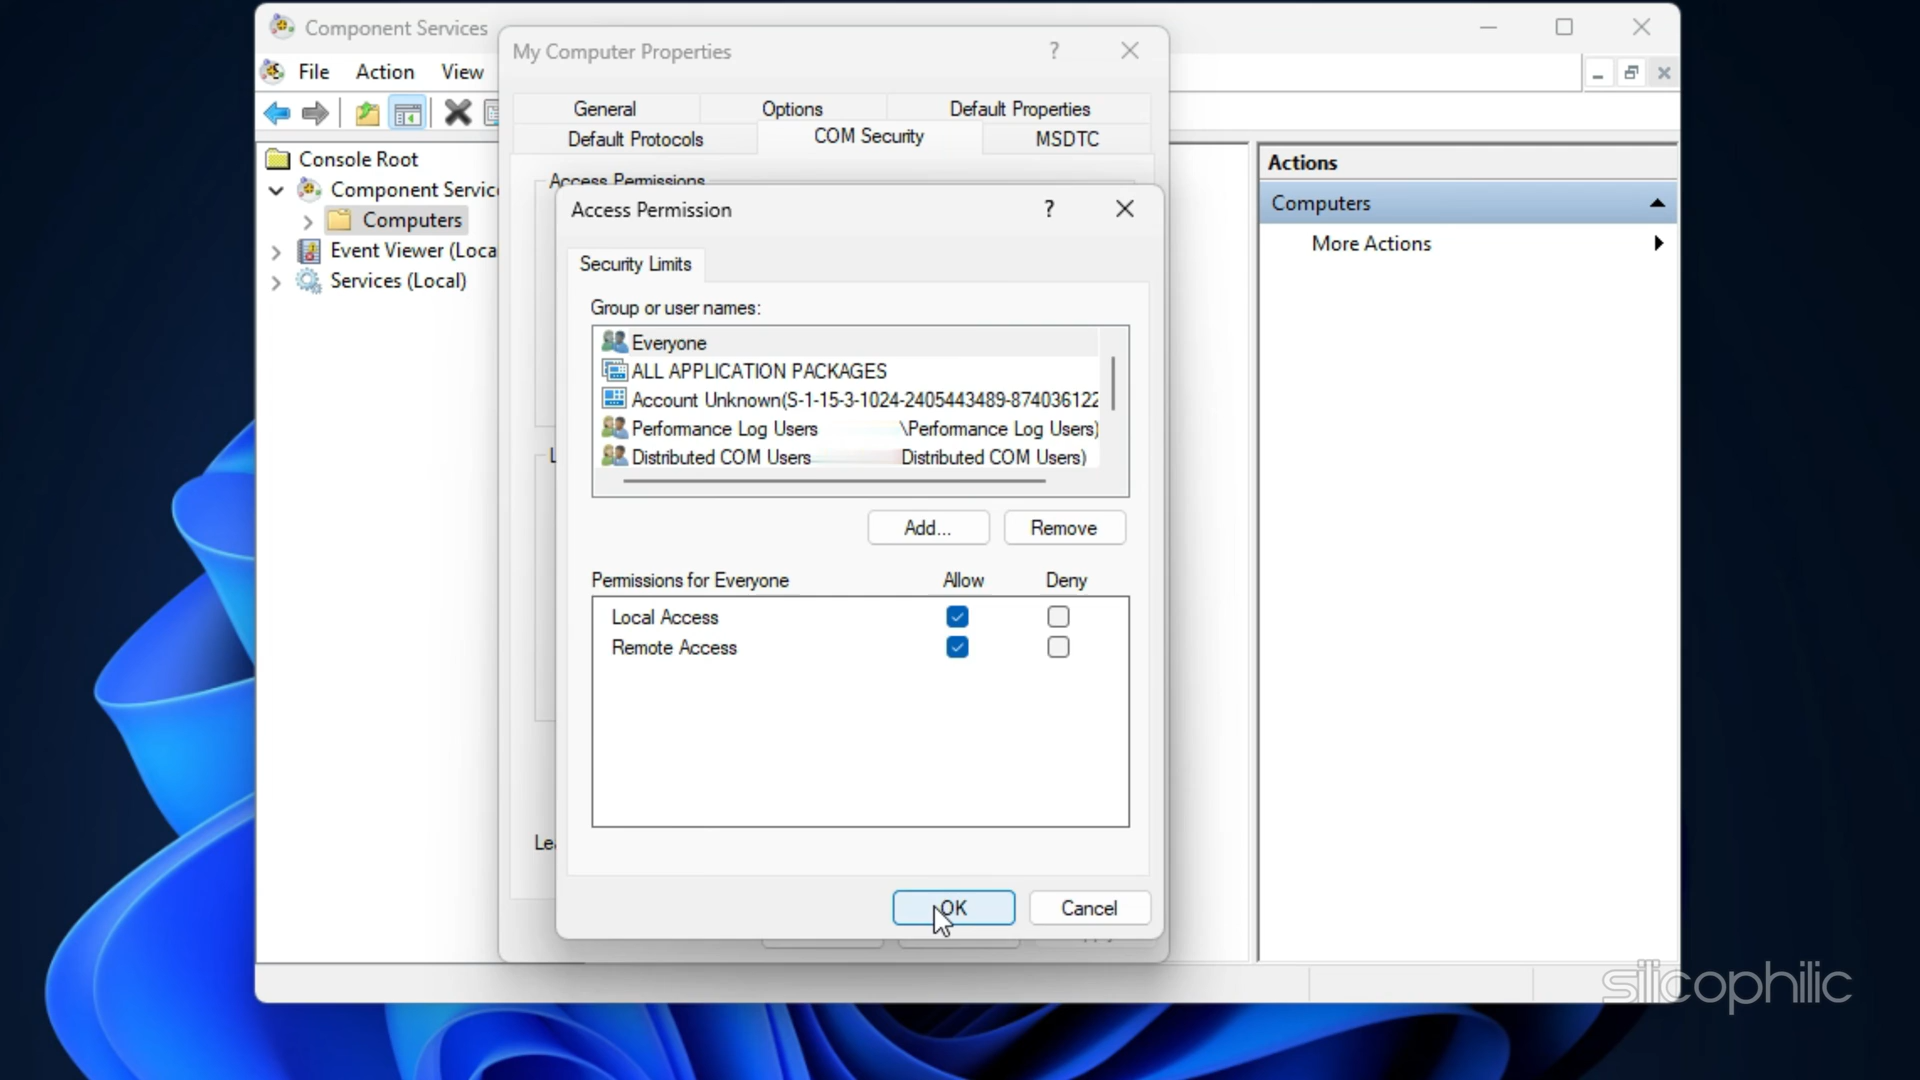 Component Services
File Action View
My Computer Properties
?
General Options Default Properties
Default Protocols COM Security MSDTC
Access Permissions
Console Root
Component Servic
Computers
Event Viewer (Loca
Services (Local)
Access Permission
?
Security Limits
Group or user names:
Everyone
ALL APPLICATION PACKAGES
Account Unknown(S-1-15-3-1024-2405443489-874036122
Performance Log Users \Performance Log Users)
Distributed COM Users Distributed COM Users)
Add... Remove
Permissions for Everyone Allow Deny
Local Access
Remote Access
L
Lea
OK Cancel
Actions
Computers
More Actions
silicophilic